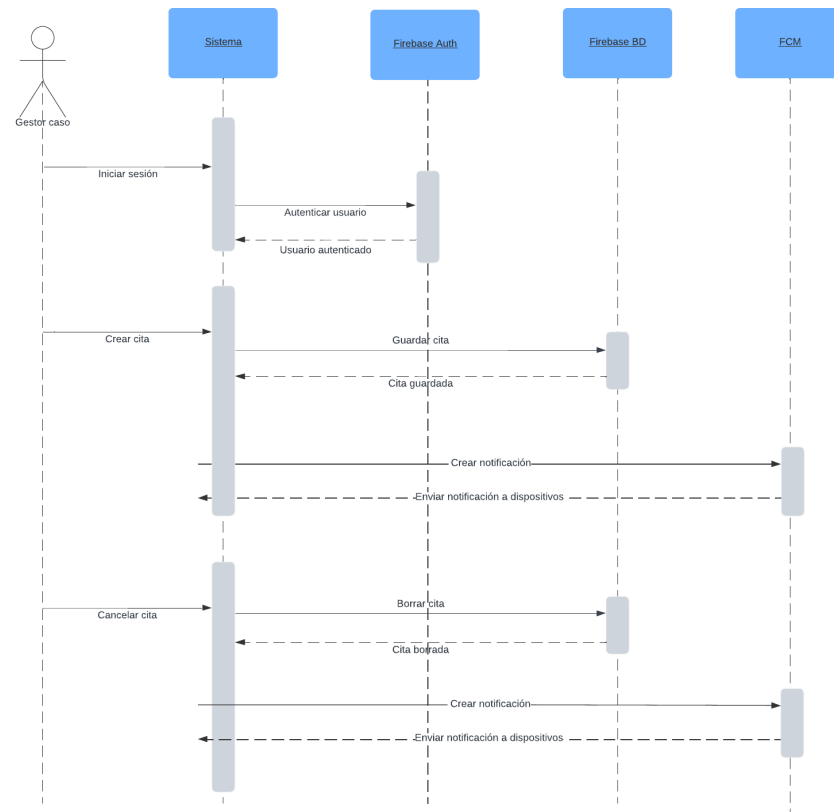 Sistema
Firebase Auth
Firebase BD
FCM
Gestor caso
Iniciar sesión
Autenticar usuario
Usuario autenticado
Crear cita
Guardar cita
Cita guardada
Crear notificación
Enviar notificación a dispositivos
Cancelar cita
Borrar cita
Cita borrada
Crear notificación
Enviar notificación a dispositivos